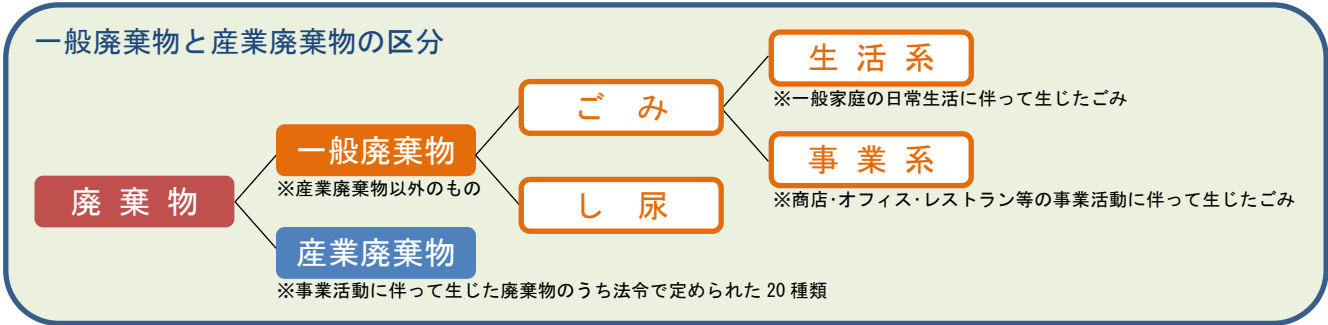 一般廃棄物と産業廃棄物の区分
廃棄物
一般廃棄物
※産業廃棄物以外のもの
ごみ
生活系
※一般家庭の日常生活に伴って生じたごみ
事業系
※商店･オフィス･レストラン等の事業活動に伴って生じたごみ
し尿
産業廃棄物
※事業活動に伴って生じた廃棄物のうち法令で定められた 20 種類